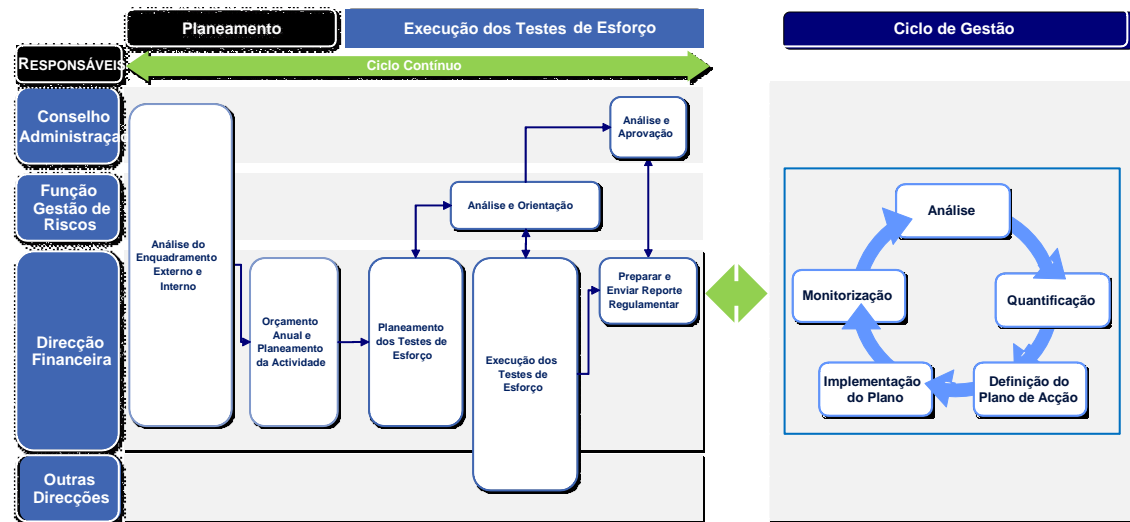 Planeamento
Execução dos Testes de Esforço
Ciclo de Gestão
RESPONSÁVEIS
Ciclo Contínuo
Conselho
Administraçao
Análise e
Aprovação
Função
Gestão de
Riscos
Análise e Orientação
Análise do
Enquadramento
Externo e
Interno
Direcção
Financeira
Orçamento
Anual e
Planeamento
da Actividade
Planeamento
dos Testes de
Esforço
Execução dos
Testes de
Esforço
Preparar e
Enviar Reporte
Regulamentar
Outras
Direcções
Análise
Quantificação
Definição do
Plano de Acção
Implementação
do Plano
Monitorização